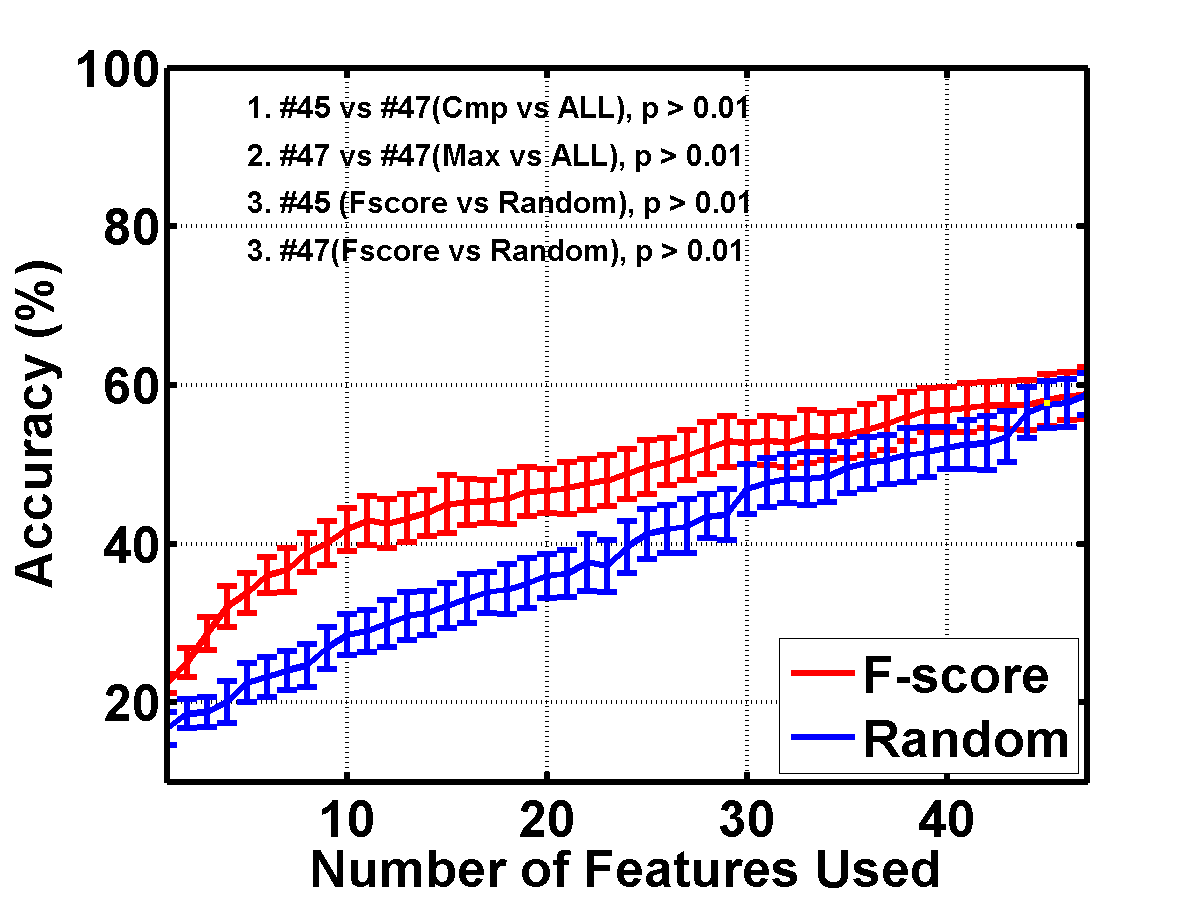 100
1. #45 vs #47(Cmp vs ALL), p > 0.01
2. #47 vs #47(Max vs ALL), p > 0.01
3. #45 (Fscore vs Random), p > 0.01
80
3. #47(Fscore vs Random), p > 0.01
Accuracy (%)
60
40
20
F-score
Random
10 20 30 40
Number of Features Used